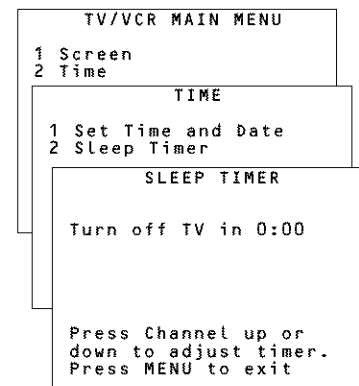 TV/VCR MAIN MENU
1 Screen
2 Time
TIME
1 Set Time and Date
2 Sleep Timer
SLEEP TIMER
Turn off TV in 0:00
Press Channel up or
down to adjust timer.
Press MENU to exit